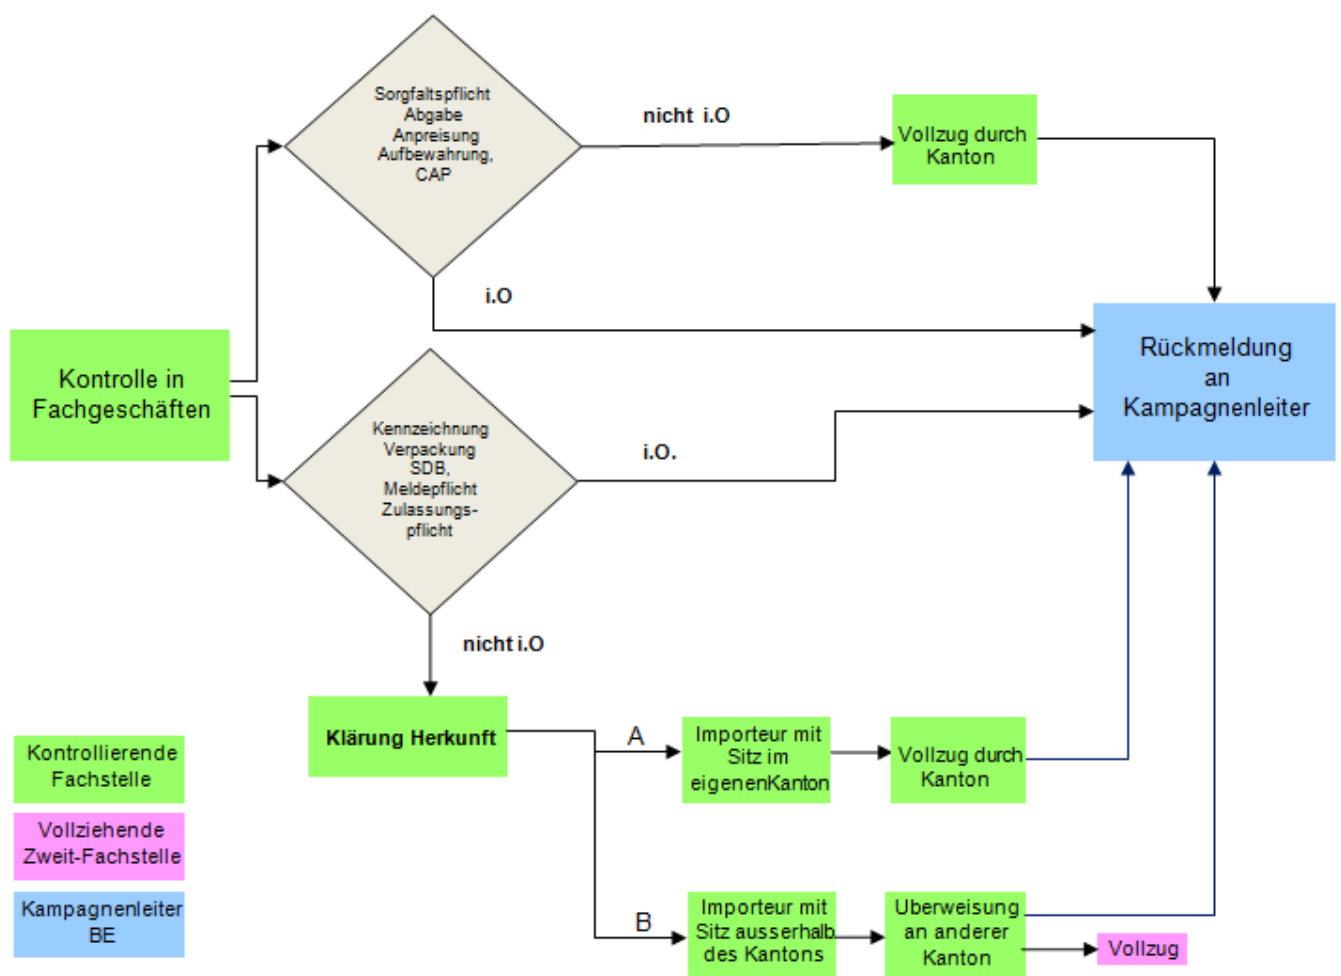 Sorgfaltspflicht
Abgabe
Anpreisung
Aufbewahrung,
CAP
nicht i.O
Vollzug durch
Kanton
i.O
Kontrolle in
Fachgeschäften
Rückmeldung
an
Kampagnenleiter
Kennzeichnung
Verpackung
SDB,
Meldepflicht
Zulassungs-
pflicht
i.O.
nicht i.O
Klärung Herkunft
A
Importeur mit
Sitz im
eigenenKanton
Vollzug durch
Kanton
B
Importeur mit
Sitz ausserhalb
des Kantons
Uberweisung
an anderer
Kanton
Vollzug
Kontrollierende
Fachstelle
Vollziehende
Zweit-Fachstelle
Kampagnenleiter
BE